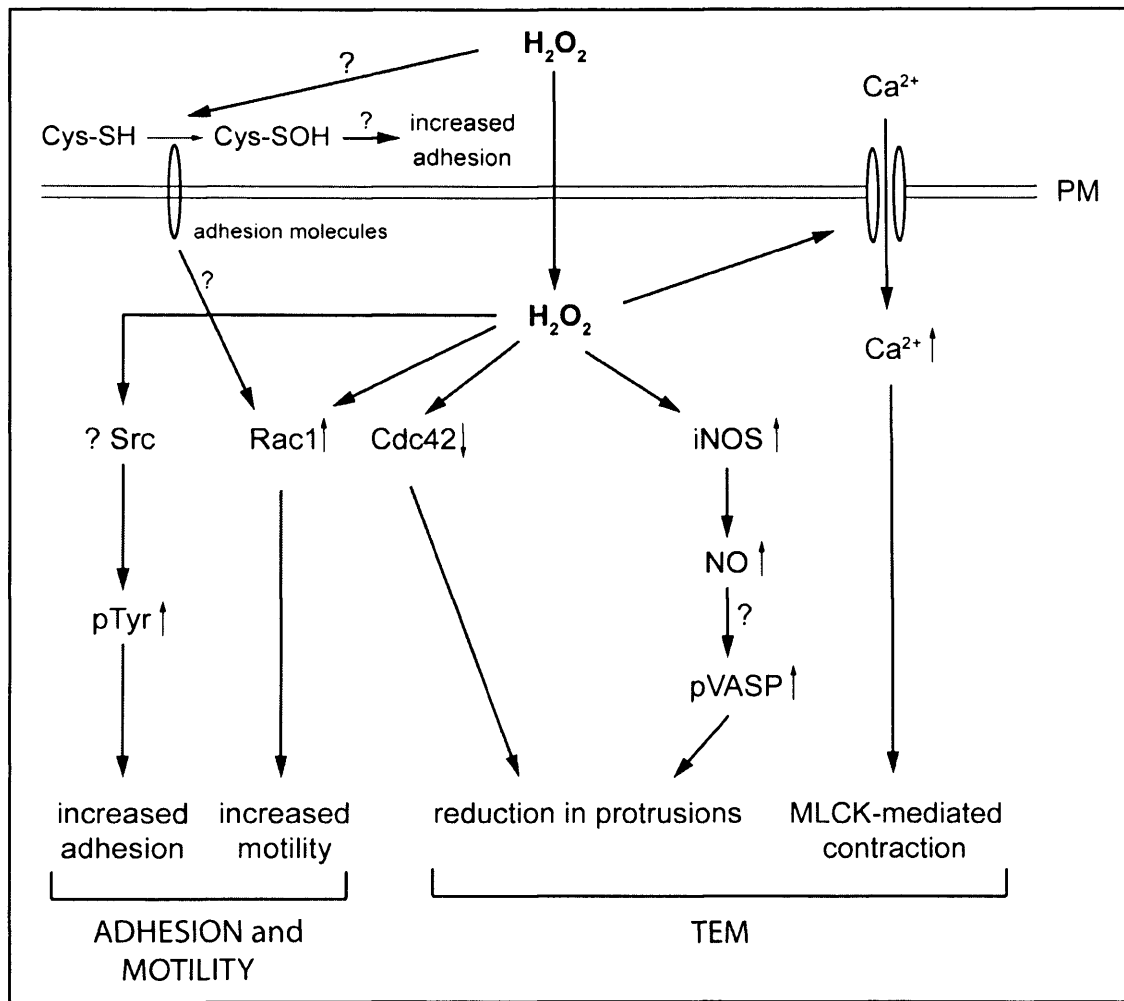 H₂O₂
?
Ca²⁺
Cys-SH
Cys-SOH
?
increased
adhesion
PM
adhesion molecules
?
H₂O₂
Ca²⁺↑
? Src
Rac1↑
Cdc42↓
iNOS↑
NO↑
?
pTyr↑
pVASP↑
increased
adhesion
increased
motility
reduction in protrusions
MLCK-mediated
contraction
ADHESION and
MOTILITY
TEM